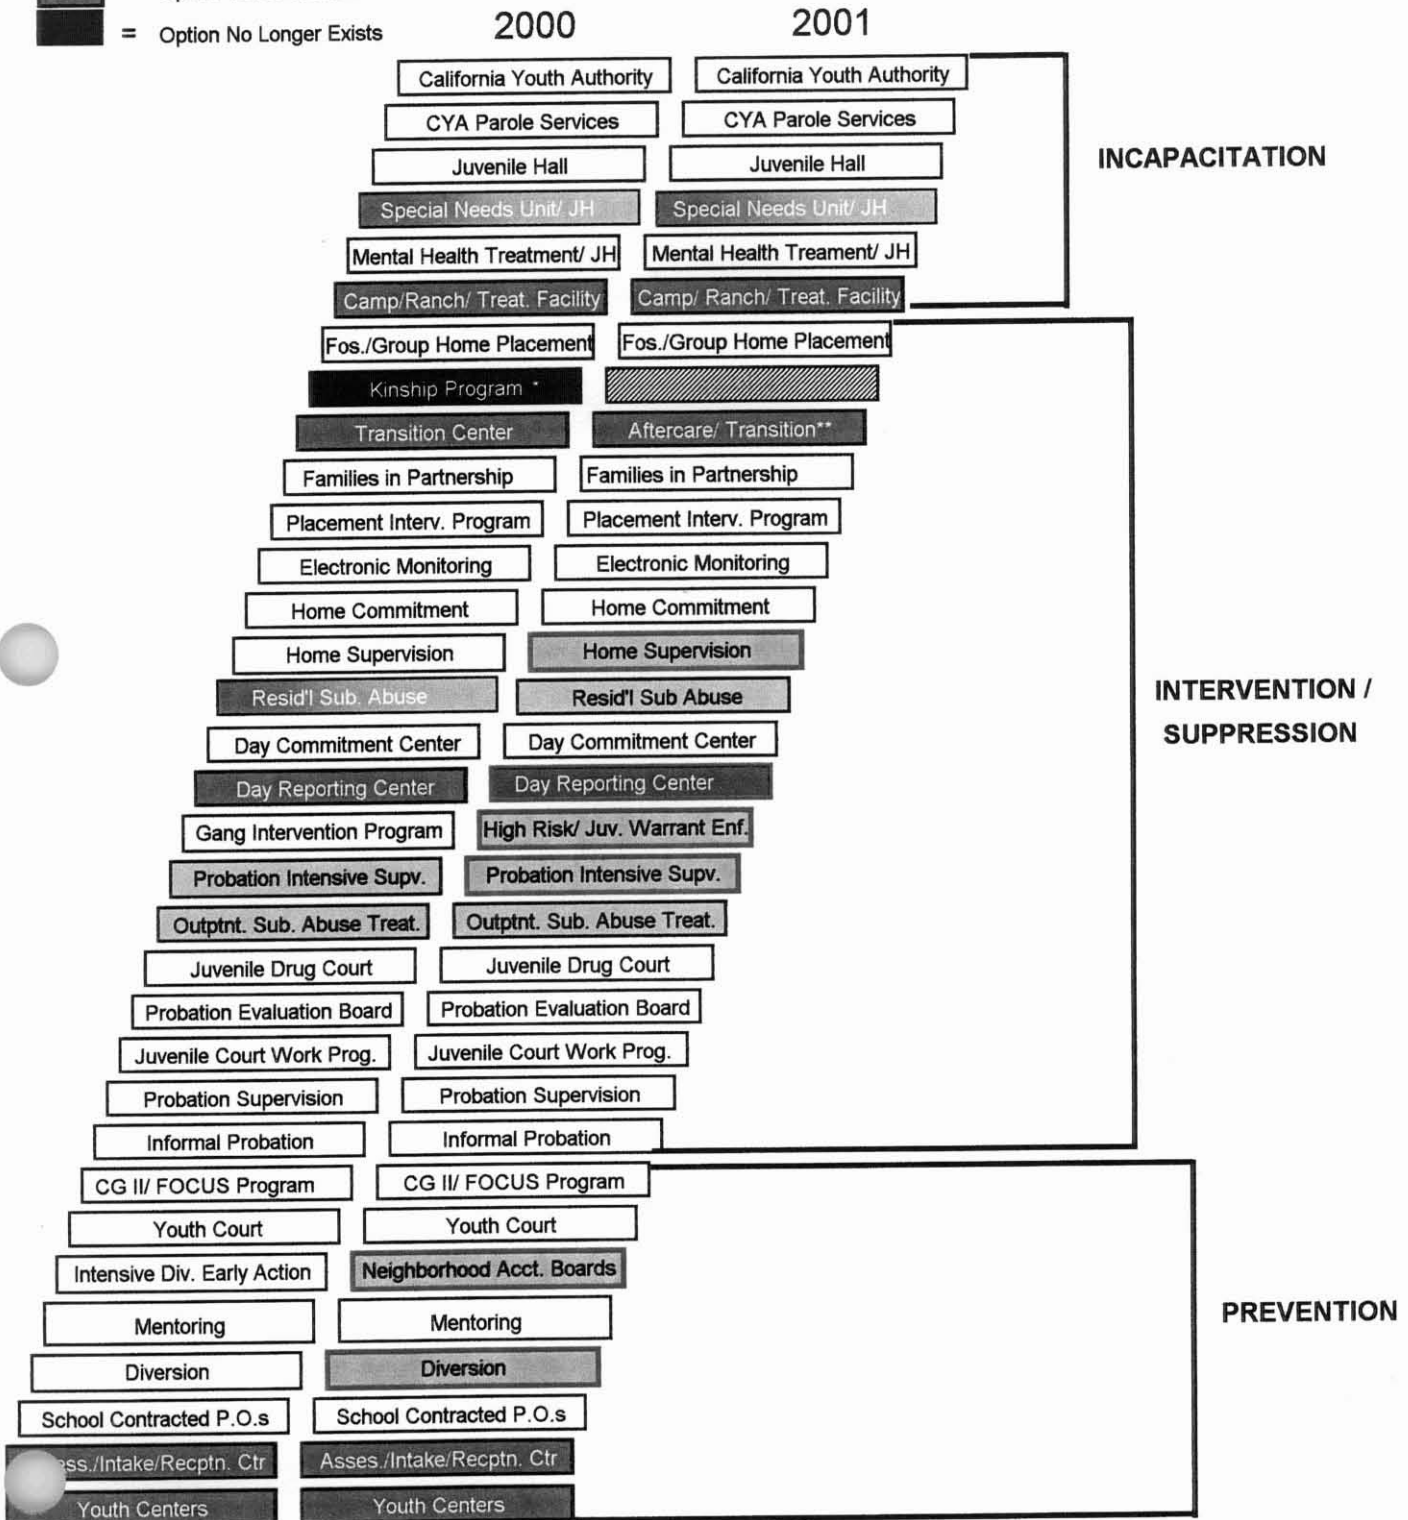 = Option No Longer Exists
2000 2001
California Youth Authority California Youth Authority
CYA Parole Services CYA Parole Services
Juvenile Hall Juvenile Hall
INCAPACITATION
Special Needs Unit/ JH Special Needs Unit/ JH
Mental Health Treatment/ JH Mental Health Treament/ JH
Camp/Ranch/ Treat. Facility Camp/ Ranch/ Treat. Facility
Fos./Group Home Placement Fos./Group Home Placement
Kinship Program *
Transition Center Aftercare/ Transition**
Families in Partnership Families in Partnership
Placement Interv. Program Placement Interv. Program
Electronic Monitoring Electronic Monitoring
Home Commitment Home Commitment
Home Supervision Home Supervision
Resid'l Sub. Abuse Resid'l Sub Abuse
INTERVENTION /
SUPPRESSION
Day Commitment Center Day Commitment Center
Day Reporting Center Day Reporting Center
Gang Intervention Program High Risk/ Juv. Warrant Enf.
Probation Intensive Supv. Probation Intensive Supv.
Outptnt. Sub. Abuse Treat. Outptnt. Sub. Abuse Treat.
Juvenile Drug Court Juvenile Drug Court
Probation Evaluation Board Probation Evaluation Board
Juvenile Court Work Prog. Juvenile Court Work Prog.
Probation Supervision Probation Supervision
Informal Probation Informal Probation
CG II/ FOCUS Program CG II/ FOCUS Program
Youth Court Youth Court
Intensive Div. Early Action Neighborhood Acct. Boards
Mentoring Mentoring
PREVENTION
Diversion Diversion
School Contracted P.O.s School Contracted P.O.s
ess./Intake/Recptn. Ctr Asses./Intake/Recptn. Ctr
Youth Centers Youth Centers